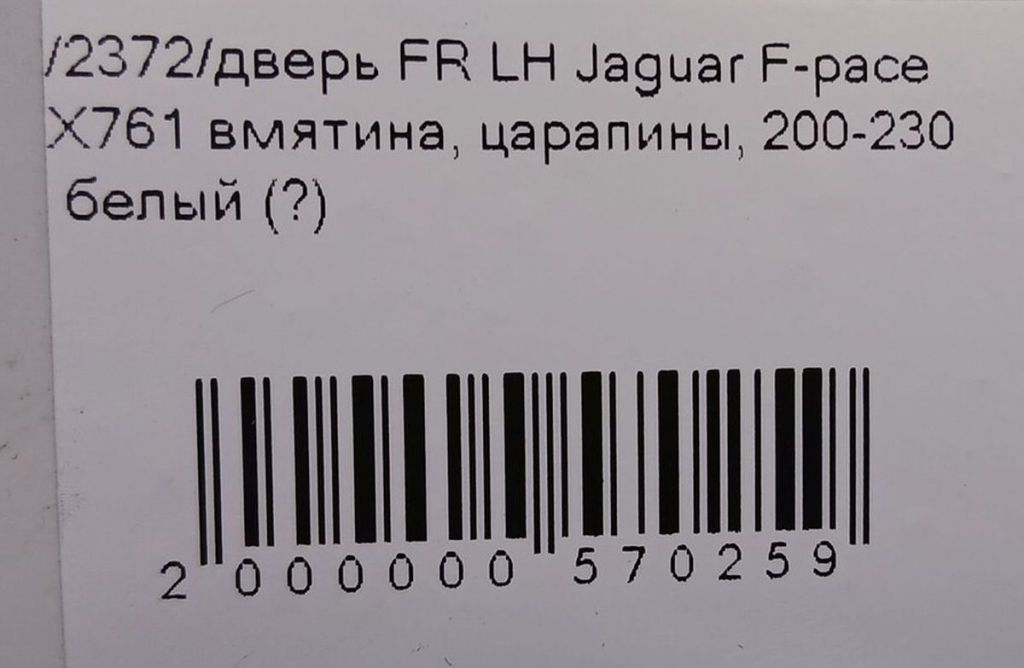 /2372/дверь FR LH Jaguar F-pace
X761 вмятина, царапины, 200-230
белый (?)
2 000000 570259